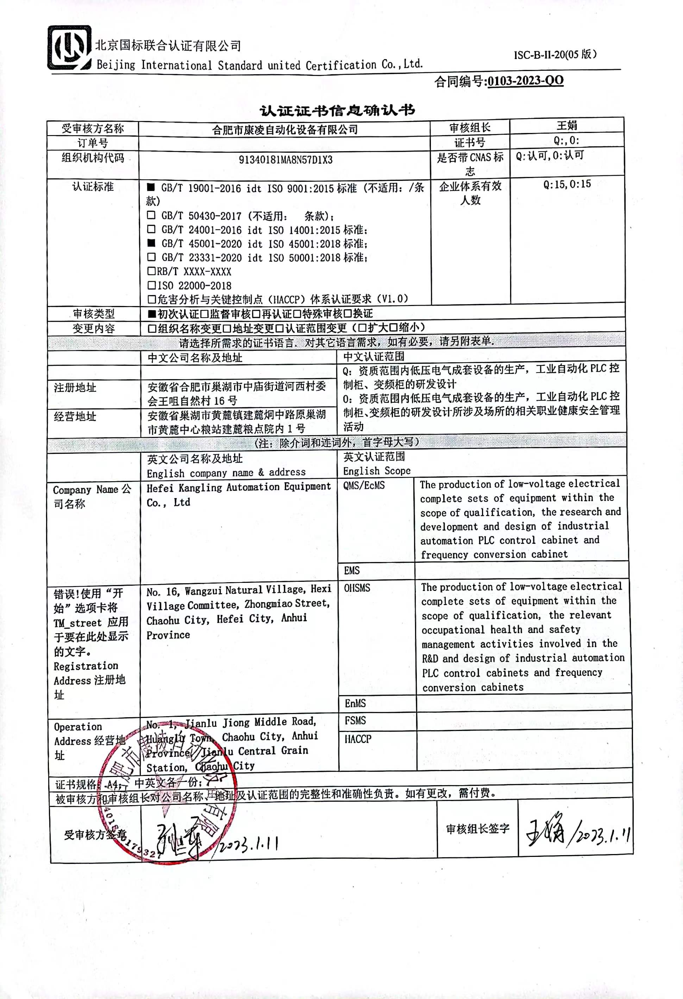 北京国标联合认证有限公司
Beijing International Standard united Certification Co.,Ltd.
ISC-B-II-20(05 版)
合同编号:0103-2023-QO
认证证书信息确认书
受审核方名称 合肥市康凌自动化设备有限公司 审核组长 王娟
订单号 证书号 Q:,O:
组织机构代码 91340181MA8N57D1X3 是否带 CNAS 标 Q:认可,O:认可
志
认证标准 ■ GB/T 19001-2016 idt ISO 9001:2015 标准（不适用：/条 企业体系有效 Q:15,O:15
款） 人数
□ GB/T 50430-2017（不适用： 条款）；
□ GB/T 24001-2016 idt ISO 14001:2015 标准；
■ GB/T 45001-2020 idt ISO 45001:2018 标准；
□ GB/T 23331-2020 idt ISO 50001:2018 标准；
□RB/T XXXX-XXXX
□ISO 22000-2018
□危害分析与关键控制点（HACCP）体系认证要求（V1.0）
审核类型 ■初次认证□监督审核□再认证□特殊审核□换证
变更内容 □组织名称变更□地址变更□认证范围变更（□扩大□缩小）
请选择所需求的证书语言. 对其它语言需求，如有必要，请另附表单.
中文公司名称及地址 中文认证范围
Q：资质范围内低压电气成套设备的生产，工业自动化 PLC 控
制柜、变频柜的研发设计
O：资质范围内低压电气成套设备的生产，工业自动化 PLC 控
制柜、变频柜的研发设计所涉及场所的相关职业健康安全管理
活动
注册地址 安徽省合肥市巢湖市中庙街道河西村委
会王咀自然村 16 号
经营地址 安徽省巢湖市黄麓镇建麓炯中路原巢湖
市黄麓中心粮站建麓粮点院内 1 号
（注：除介词和连词外，首字母大写）
英文公司名称及地址 英文认证范围
English company name & address English Scope
Company Name 公
司名称
Hefei Kangling Automation Equipment
Co., Ltd
QMS/EcMS
The production of low-voltage electrical
complete sets of equipment within the
scope of qualification, the research and
development and design of industrial
automation PLC control cabinet and
frequency conversion cabinet
EMS
错误!使用“开
始”选项卡将
TM_street 应用
于要在此处显示
的文字。
Registration
Address 注册地
址
No. 16, Wangzui Natural Village, Hexi
Village Committee, Zhongmiao Street,
Chaohu City, Hefei City, Anhui
Province
OHSMS
The production of low-voltage electrical
complete sets of equipment within the
scope of qualification, the relevant
occupational health and safety
management activities involved in the
R&D and design of industrial automation
PLC control cabinets and frequency
conversion cabinets
EnMS
Operation
Address 经营地
址
No. 1, Jianlu Jiong Middle Road,
Huanglu Town, Chaohu City, Anhui
Province, Jianlu Central Grain
Station, Chaohu City
FSMS
HACCP
证书规格：A4； 中英文各一份；
被审核方和审核组长对公司名称、地址及认证范围的完整性和准确性负责。如有更改，需付费。
受审核方签章 /2023.1.11 审核组长签字 王娟/2023.1.11